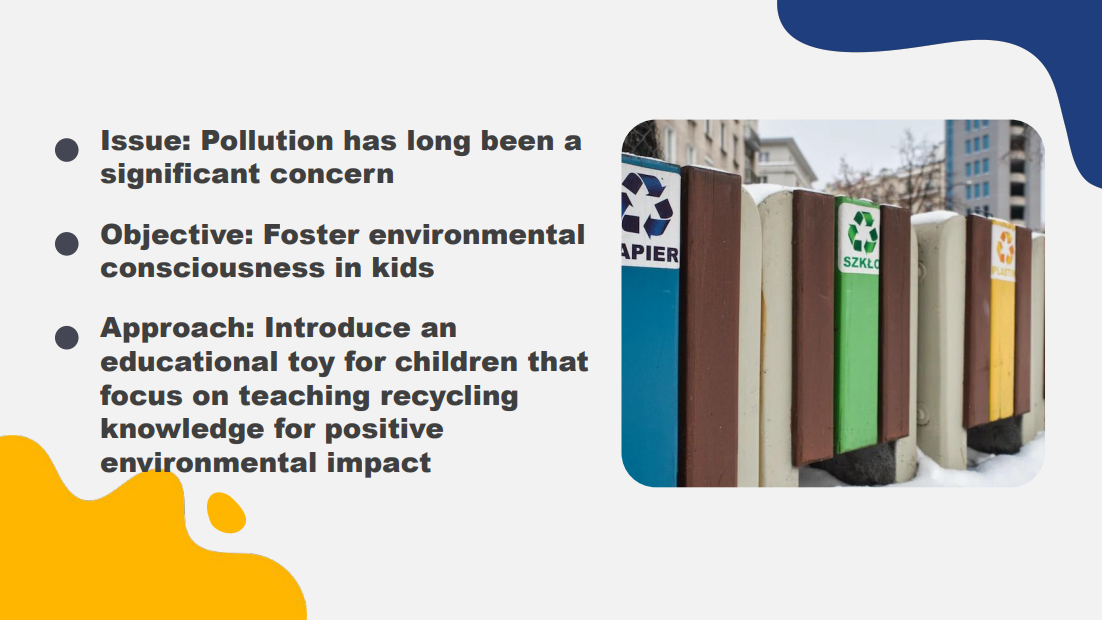 Issue: Pollution has long been a
significant concern
Objective: Foster environmental
consciousness in kids
Approach: Introduce an
educational toy for children that
focus on teaching recycling
knowledge for positive
environmental impact
APIER
SZKŁO
PLASTIK